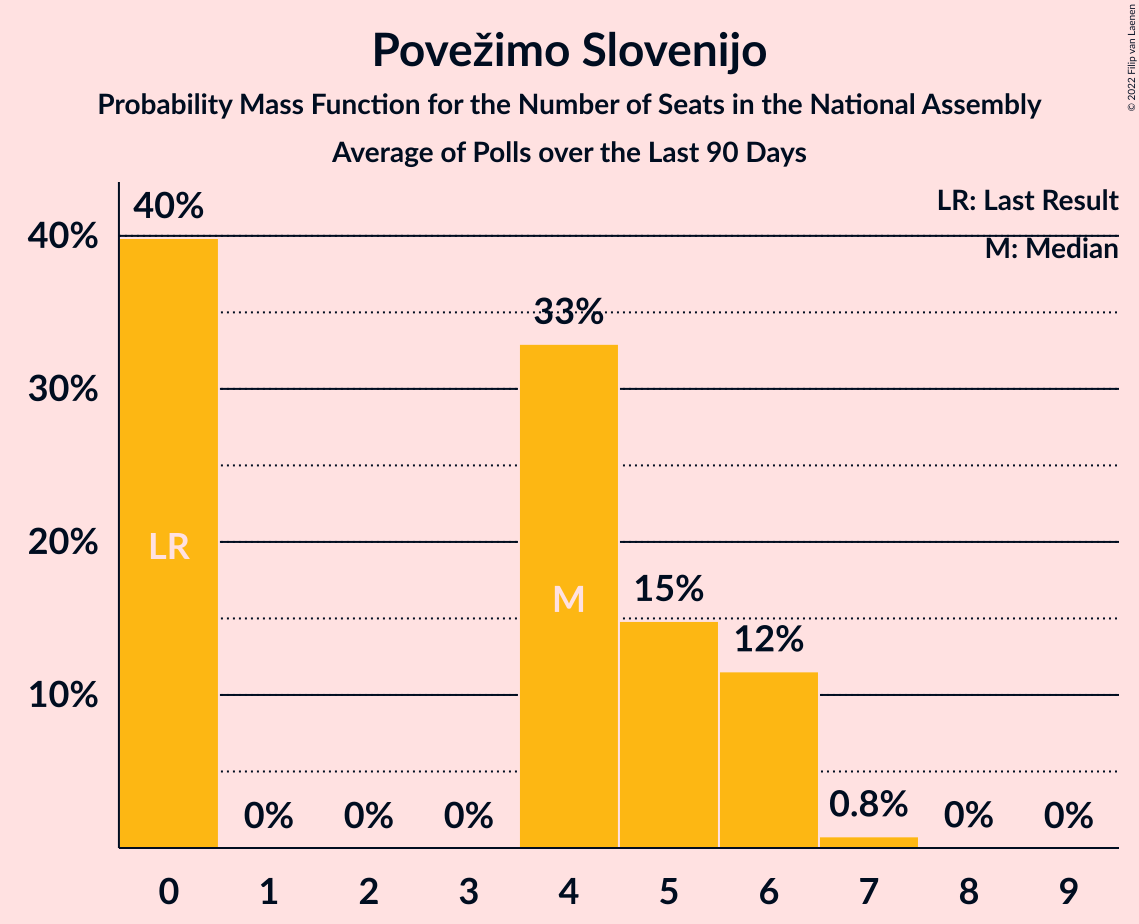 Povežimo Slovenijo
Probability Mass Function for the Number of Seats in the National Assembly
Average of Polls over the Last 90 Days
© 2022 Filip van Laenen
LR: Last Result
M: Median
40%
30%
20%
10%
40%
0%
0%
0%
33%
15%
12%
0.8%
0%
0%
LR
M
0 1 2 3 4 5 6 7 8 9